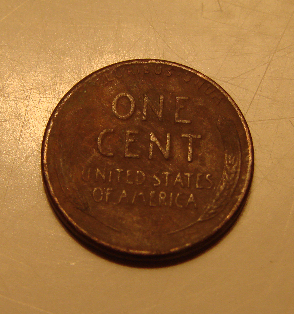 ONE
CENT
UNITED STATES
OF AMERICA